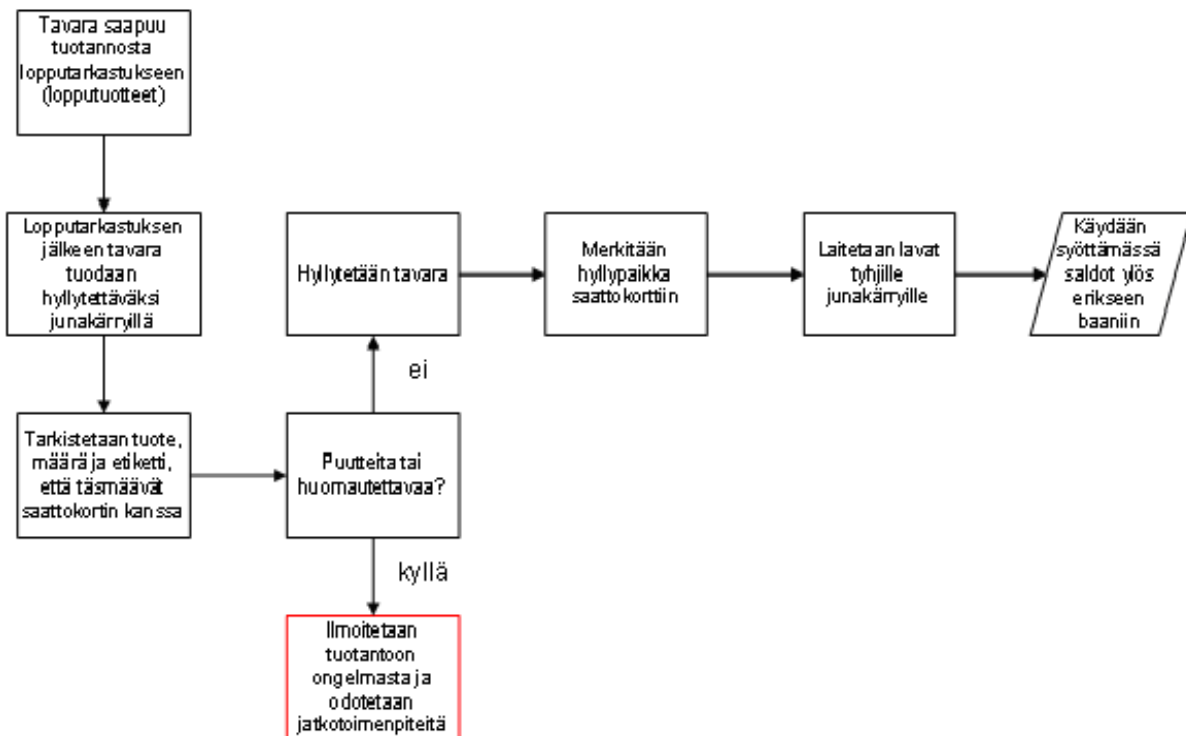 Tavara saapuu
tuotannosta
lopputarkastukseen
(lopputuotteet)
Lopputarkastuksen
jälkeen tavara
tuodaan
hyllytettäväksi
junakärryillä
Tarkistetaan tuote,
määrä ja etiketti,
että täsmäävät
saattokortin kanssa
Puutteita tai
huomautettavaa?
ei
Hyllytetään tavara
Merkitään
hyllypaikka
saattokorttiin
Laitetaan lavat
tyhjille
junakärryille
Käydään
syöttämässä
saldot ylös
erikseen
baaniin
kyllä
Ilmoitetaan
tuotantoon
ongelmasta ja
odotetaan
jatkotoimenpiteitä